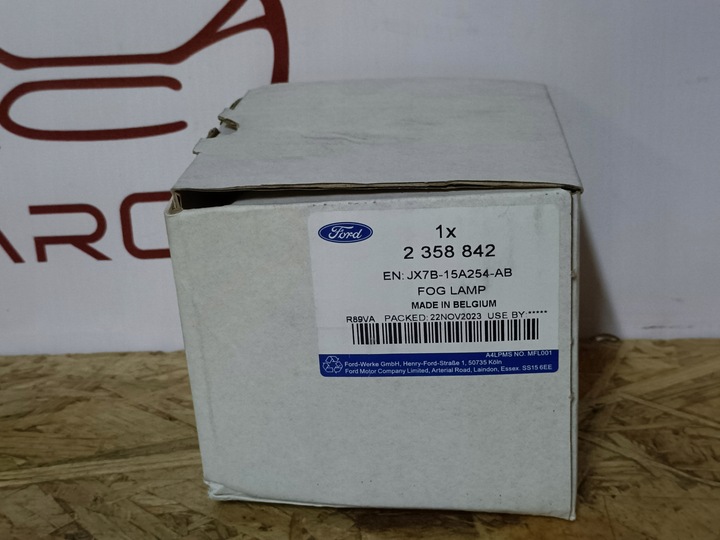 ARC
Ford
1x
2 358 842
EN: JX7B-15A254-AB
FOG LAMP
MADE IN BELGIUM
R89VA PACKED: 22NOV2023 USE BY:*****
A4LPMS NO. MFL001
Ford-Werke GmbH, Henry-Ford-Straße 1, 50735 Köln
Ford Motor Company Limited, Arterial Road, Laindon, Essex. SS15 6EE